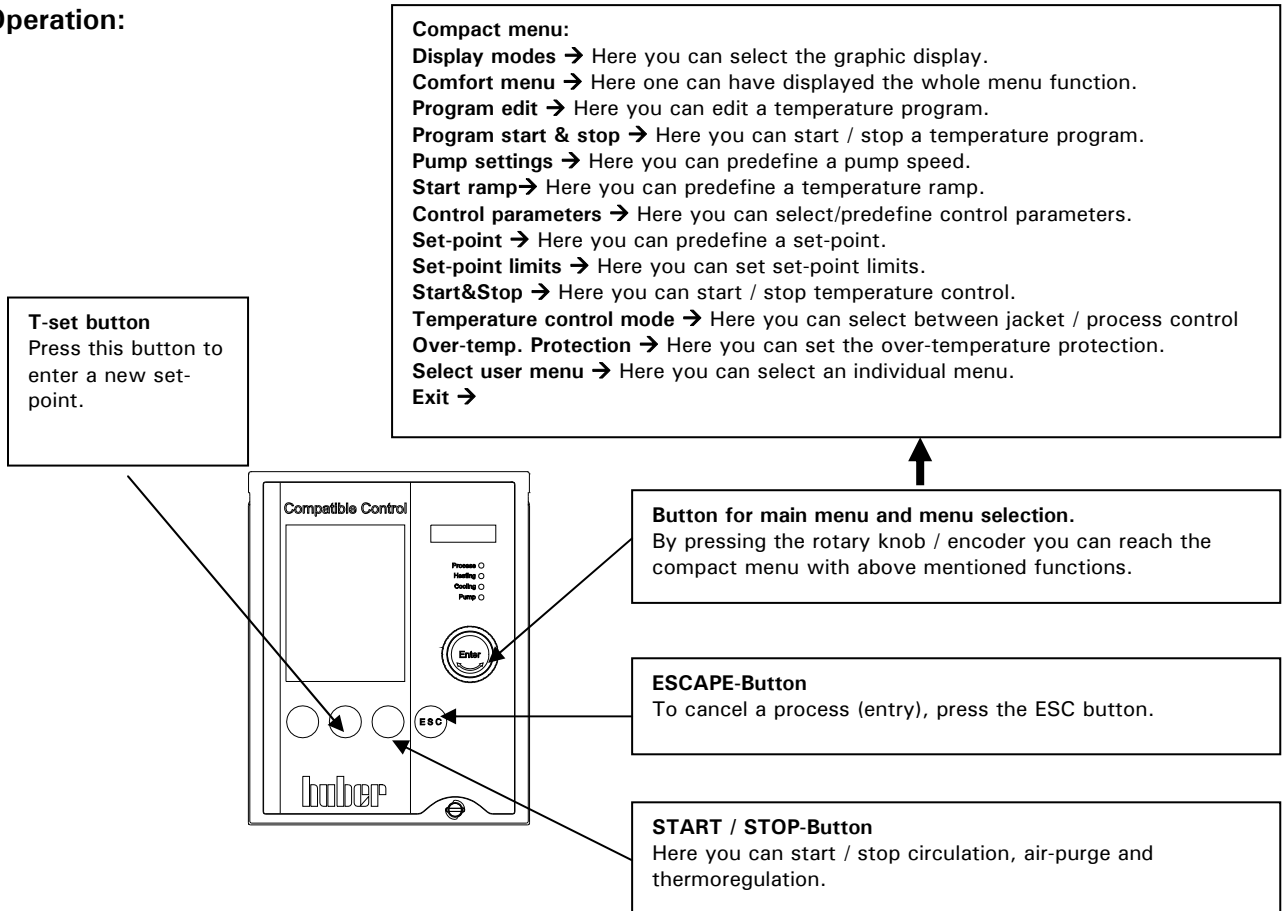 Operation:
Compact menu:
Display modes → Here you can select the graphic display.
Comfort menu → Here one can have displayed the whole menu function.
Program edit → Here you can edit a temperature program.
Program start & stop → Here you can start / stop a temperature program.
Pump settings → Here you can predefine a pump speed.
Start ramp→ Here you can predefine a temperature ramp.
Control parameters → Here you can select/predefine control parameters.
Set-point → Here you can predefine a set-point.
Set-point limits → Here you can set set-point limits.
Start&Stop → Here you can start / stop temperature control.
Temperature control mode → Here you can select between jacket / process control
Over-temp. Protection → Here you can set the over-temperature protection.
Select user menu → Here you can select an individual menu.
Exit →
T-set button
Press this button to
enter a new set-
point.
Compatible Control
Process
Heating
Cooling
Pump
Enter
ESC
huber
Button for main menu and menu selection.
By pressing the rotary knob / encoder you can reach the
compact menu with above mentioned functions.
ESCAPE-Button
To cancel a process (entry), press the ESC button.
START / STOP-Button
Here you can start / stop circulation, air-purge and
thermoregulation.